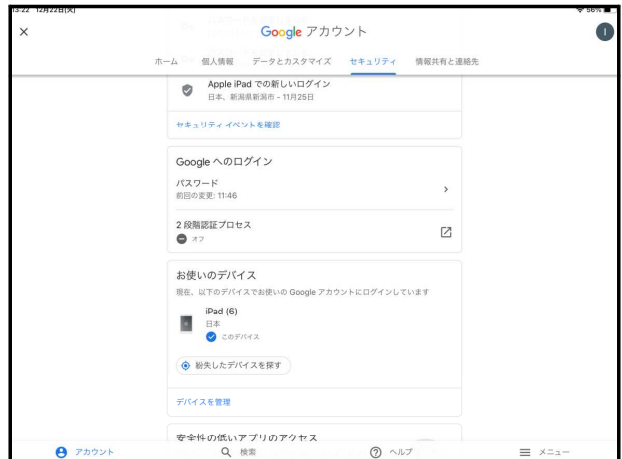 13:22 12月22日(火)
56%
Google アカウント
I
ホーム 個人情報 データとカスタマイズ セキュリティ 情報共有と連絡先
Apple iPad での新しいログイン
日本、新潟県新潟市 - 11月25日
セキュリティ イベントを確認
Google へのログイン
パスワード
前回の変更: 11:46
2 段階認証プロセス
オフ
お使いのデバイス
現在、以下のデバイスでお使いの Google アカウントにログインしています
iPad (6)
日本
このデバイス
紛失したデバイスを探す
デバイスを管理
安全性の低いアプリのアクセス
アカウント 検索 ヘルプ メニュー